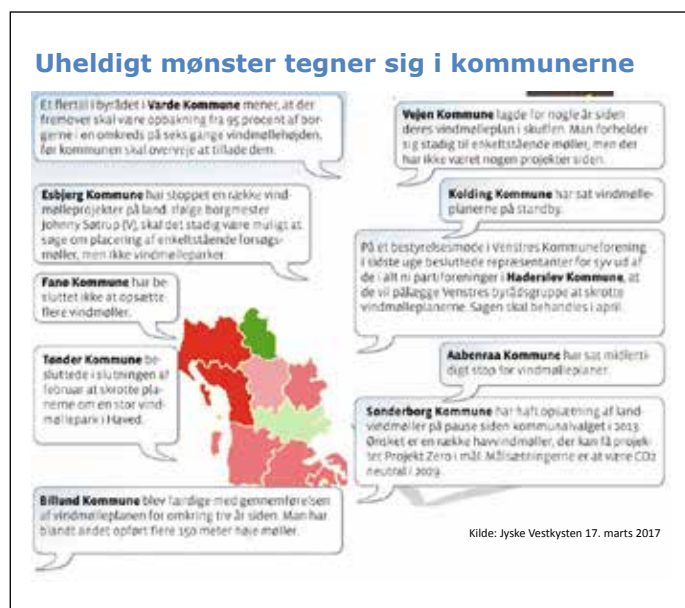 Uheldigt mønster tegner sig i kommunerne
Et flertal i byrådet i Varde Kommune mener, at der
fremover skal være opbakning fra 95 procent af bor-
gerne i en omkreds på seks gange vindmøllehøjden,
før kommunen skal overveje at tillade dem.
Esbjerg Kommune har stoppet en række vind-
mølleprojekter på land. Ifølge borgmester
Johnny Søtrup (V), skal det stadig være muligt at
søge om placering af enkeltstående forsøgs-
møller, men ikke vindmølleparker.
Fanø Kommune har be-
sluttet ikke at opsætte
flere vindmøller.
Tønder Kommune be-
sluttede i slutningen af
februar at skrotte pla-
nerne om en stor vind-
møllepark i Haved.
Billund Kommune blev færdige med gennemførelsen
af vindmølleplanen for omkring tre år siden. Man har
blandt andet opført flere 150 meter høje møller.
Vejen Kommune lagde for nogle år siden
deres vindmølleplan i skuffen. Man forholder
sig stadig til enkeltstående møller, men der
har ikke været nogen projekter siden.
Kolding Kommune har sat vindmølle-
planerne på standby.
På et bestyrelsesmøde i Venstres Kommuneforening
i sidste uge besluttede repræsentanter for syv ud af
de i alt ni partiforeninger i Haderslev Kommune, at
de vil pålægge Venstres byrådsgruppe at skrotte
vindmølleplanerne. Sagen skal behandles i april.
Aabenraa Kommune har sat midlerti-
digt stop for vindmølleplaner.
Sønderborg Kommune har haft opsætning af land-
vindmøller på pause siden kommunalvalget i 2013.
Ønsket er en række havvindmøller, der kan få projek-
tet Projekt Zero i mål. Målsætningerne er at være CO2
neutral i 2029.
Kilde: Jyske Vestkysten 17. marts 2017